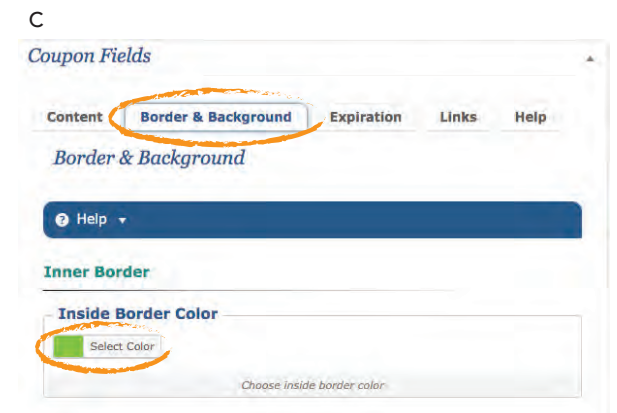 C
Coupon Fields
Content Border & Background Expiration Links Help
Border & Background
? Help
Inner Border
Inside Border Color
Select Color
Choose inside border color